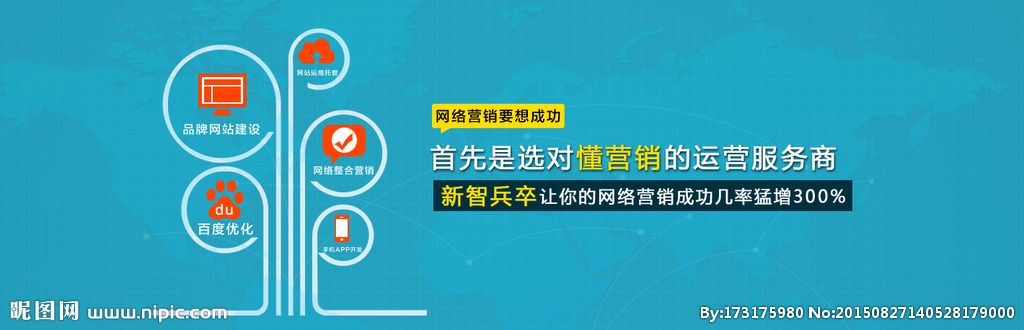 网站运维托管
品牌网站建设
网络整合营销
du
百度优化
手机APP开发
网络营销要想成功
首先是选对懂营销的运营服务商
新智兵卒让你的网络营销成功几率猛增300%
昵图网 www.nipic.com
By:173175980 No:20150827140528179000